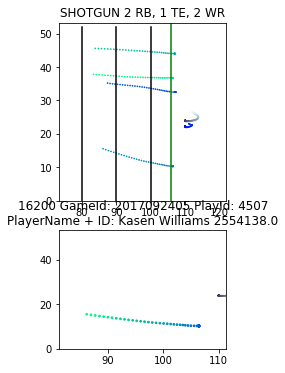 SHOTGUN 2 RB, 1 TE, 2 WR
50
40
30
20
10
0
80 90 100 110 120
16200 GameId: 2017092405 PlayId: 4507
PlayerName + ID: Kasen Williams 2554138.0
40
20
0
90 100 110